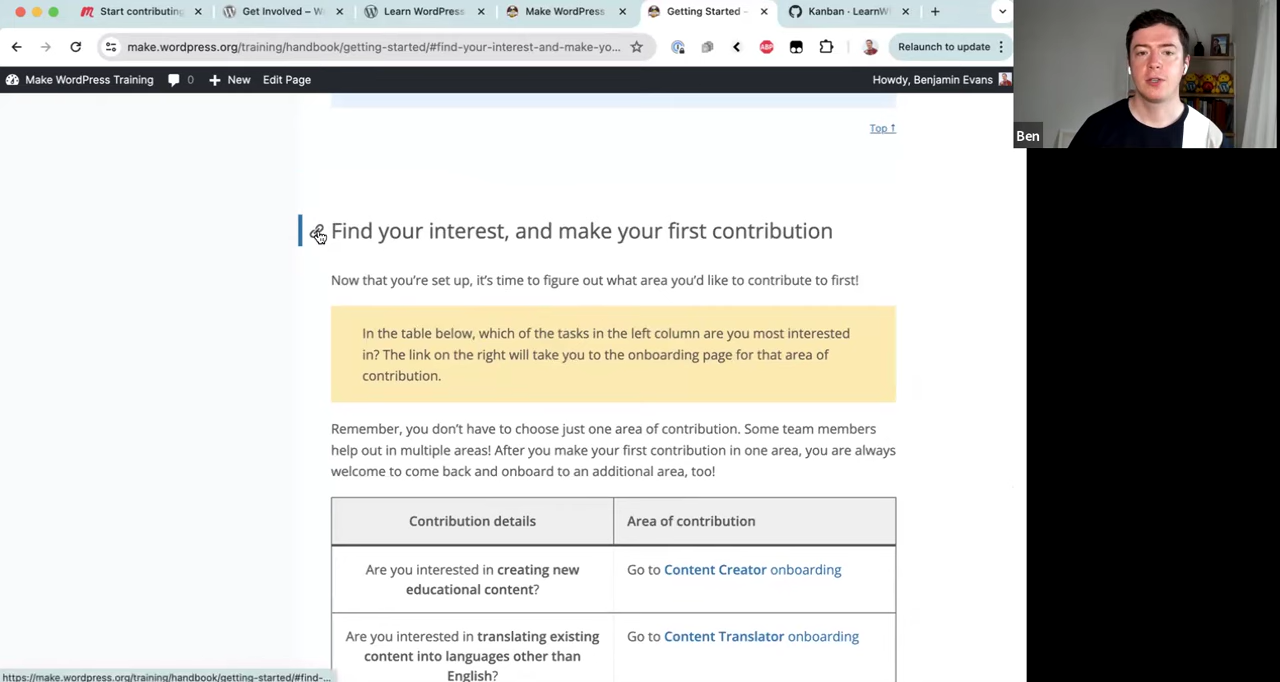 Start contributing
Get Involved – W
Learn WordPress
Make WordPress
Getting Started –
Kanban · LearnW
make.wordpress.org/training/handbook/getting-started/#find-your-interest-and-make-yo...
ABP
Relaunch to update
Make WordPress Training
0
New
Edit Page
Howdy, Benjamin Evans
Ben
Top ↑
Find your interest, and make your first contribution
Now that you're set up, it's time to figure out what area you'd like to contribute to first!
In the table below, which of the tasks in the left column are you most interested
in? The link on the right will take you to the onboarding page for that area of
contribution.
Remember, you don't have to choose just one area of contribution. Some team members
help out in multiple areas! After you make your first contribution in one area, you are always
welcome to come back and onboard to an additional area, too!
Contribution details
Area of contribution
Are you interested in creating new
educational content?
Go to Content Creator onboarding
Are you interested in translating existing
content into languages other than
English?
Go to Content Translator onboarding
https://make.wordpress.org/training/handbook/getting-started/#find-...